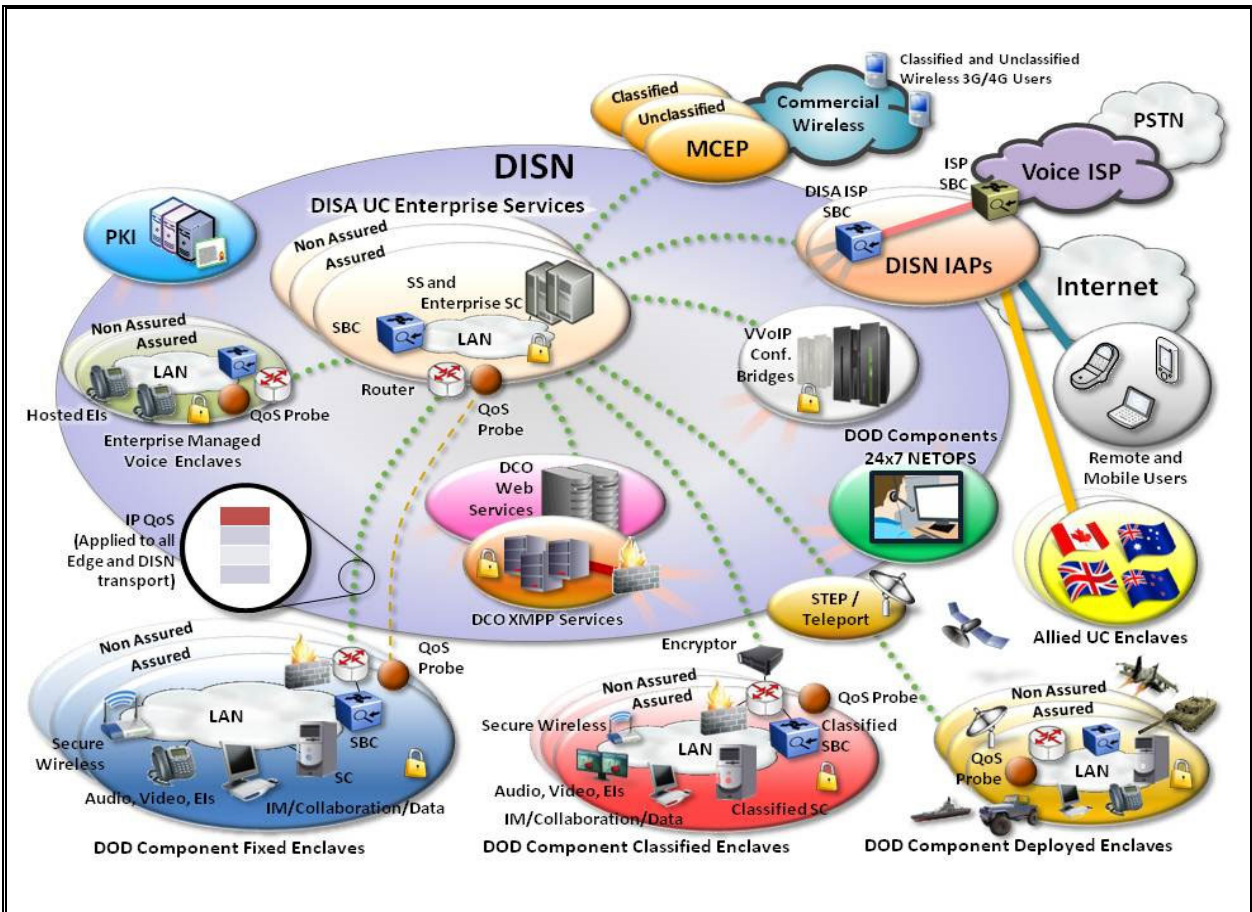 Classified and Unclassified
Wireless 3G/4G Users
Classified
Unclassified
MCEP
Commercial
Wireless
PSTN
Voice ISP
ISP
SBC
DISN
DISA ISP
SBC
DISN IAPs
Internet
DISA UC Enterprise Services
Non Assured
Assured
SS and
Enterprise SC
SBC
LAN
Router
QoS
Probe
PKI
Non Assured
Assured
LAN
Hosted EIs
QoS Probe
Enterprise Managed
Voice Enclaves
VVoIP
Conf.
Bridges
DOD Components
24x7 NETOPS
Remote and
Mobile Users
DCO
Web
Services
DCO XMPP Services
IP QoS
(Applied to all
Edge and DISN
transport)
STEP /
Teleport
Allied UC Enclaves
Non Assured
Assured
QoS
Probe
LAN
SBC
Secure
Wireless
SC
Audio, Video, EIs
IM/Collaboration/Data
DOD Component Fixed Enclaves
Encryptor
Non Assured
Assured
QoS Probe
Secure Wireless
LAN
Classified
SBC
Audio, Video, EIs
Classified SC
IM/Collaboration/Data
DOD Component Classified Enclaves
Non Assured
Assured
QoS
Probe
LAN
DOD Component Deployed Enclaves